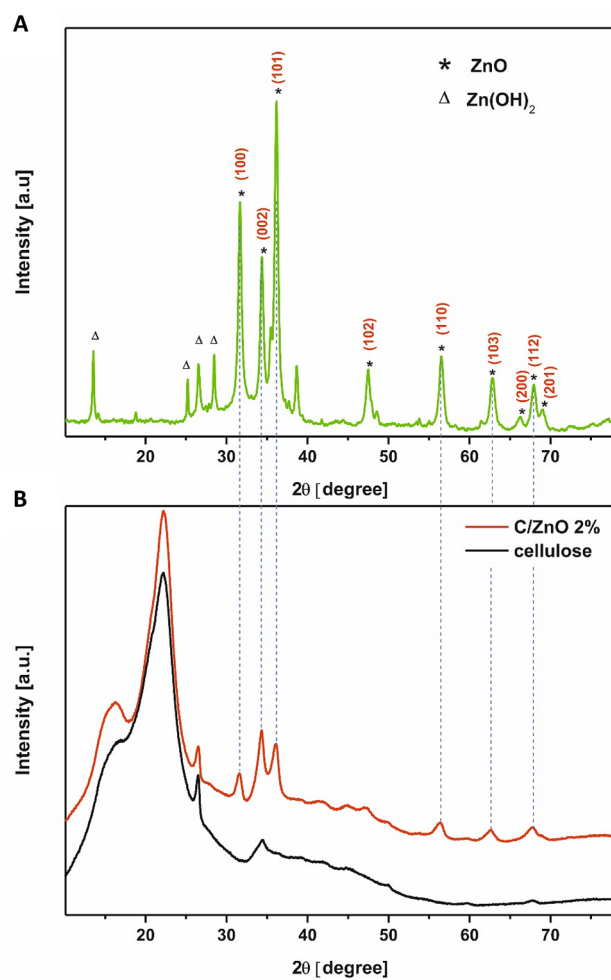 A
* ZnO
Δ Zn(OH)₂
(101)
(100)
(002)
(102)
(110)
(103)
(200)
(112)
(201)
* * * * * * * * *
Δ Δ Δ Δ
Intensity [a.u]
20 30 40 50 60 70
2θ [degree]
B
C/ZnO 2%
cellulose
Intensity [a.u.]
20 30 40 50 60 70
2θ [degree]